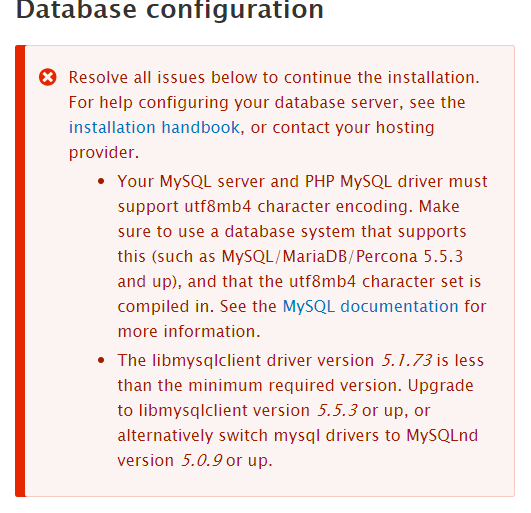 Database configuration
Resolve all issues below to continue the installation.
For help configuring your database server, see the
installation handbook, or contact your hosting
provider.
• Your MySQL server and PHP MySQL driver must
support utf8mb4 character encoding. Make
sure to use a database system that supports
this (such as MySQL/MariaDB/Percona 5.5.3
and up), and that the utf8mb4 character set is
compiled in. See the MySQL documentation for
more information.
• The libmysqlclient driver version 5.1.73 is less
than the minimum required version. Upgrade
to libmysqlclient version 5.5.3 or up, or
alternatively switch mysql drivers to MySQLnd
version 5.0.9 or up.